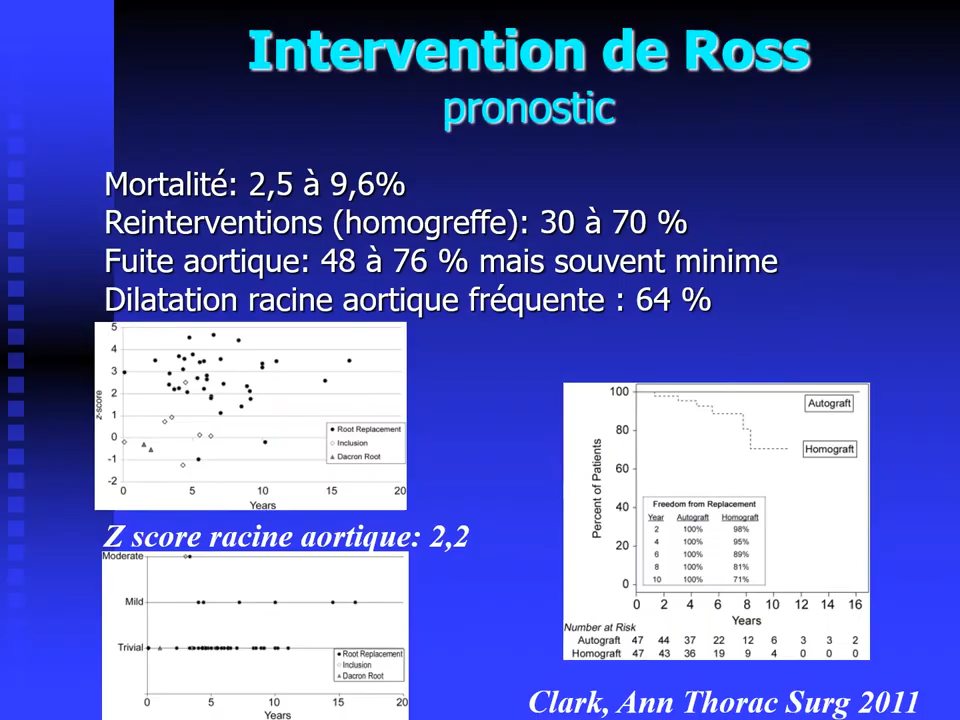 Intervention de Ross
pronostic
Mortalité: 2,5 à 9,6%
Reinterventions (homogreffe): 30 à 70 %
Fuite aortique: 48 à 76 % mais souvent minime
Dilatation racine aortique fréquente : 64 %
5
4
3
2
1
0
-1
-2
z-score
Root Replacement
Inclusion
Dacron Root
0 5 10 15 20
Years
Z score racine aortique: 2,2
Moderate
Mild
Trivial
Root Replacement
Inclusion
Dacron Root
0 5 10 15 20
Years
100
80
60
40
20
0
Percent of Patients
Autograft
Homograft
Freedom from Replacement
Year Autograft Homograft
2 100% 98%
4 100% 95%
6 100% 89%
8 100% 81%
10 100% 71%
0 2 4 6 8 10 12 14 16
Years
Number at Risk
Autograft 47 44 37 22 12 6 3 3 2
Homograft 47 43 36 19 9 4 0 0 0
Clark, Ann Thorac Surg 2011